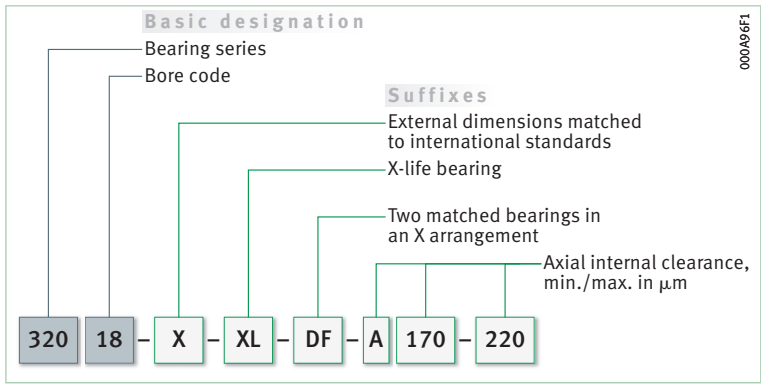 Basic designation
Bearing series
Bore code
Suffixes
External dimensions matched
to international standards
X-life bearing
Two matched bearings in
an X arrangement
Axial internal clearance,
min./max. in μm
320 18 – X – XL – DF – A 170 – 220
000A96F1